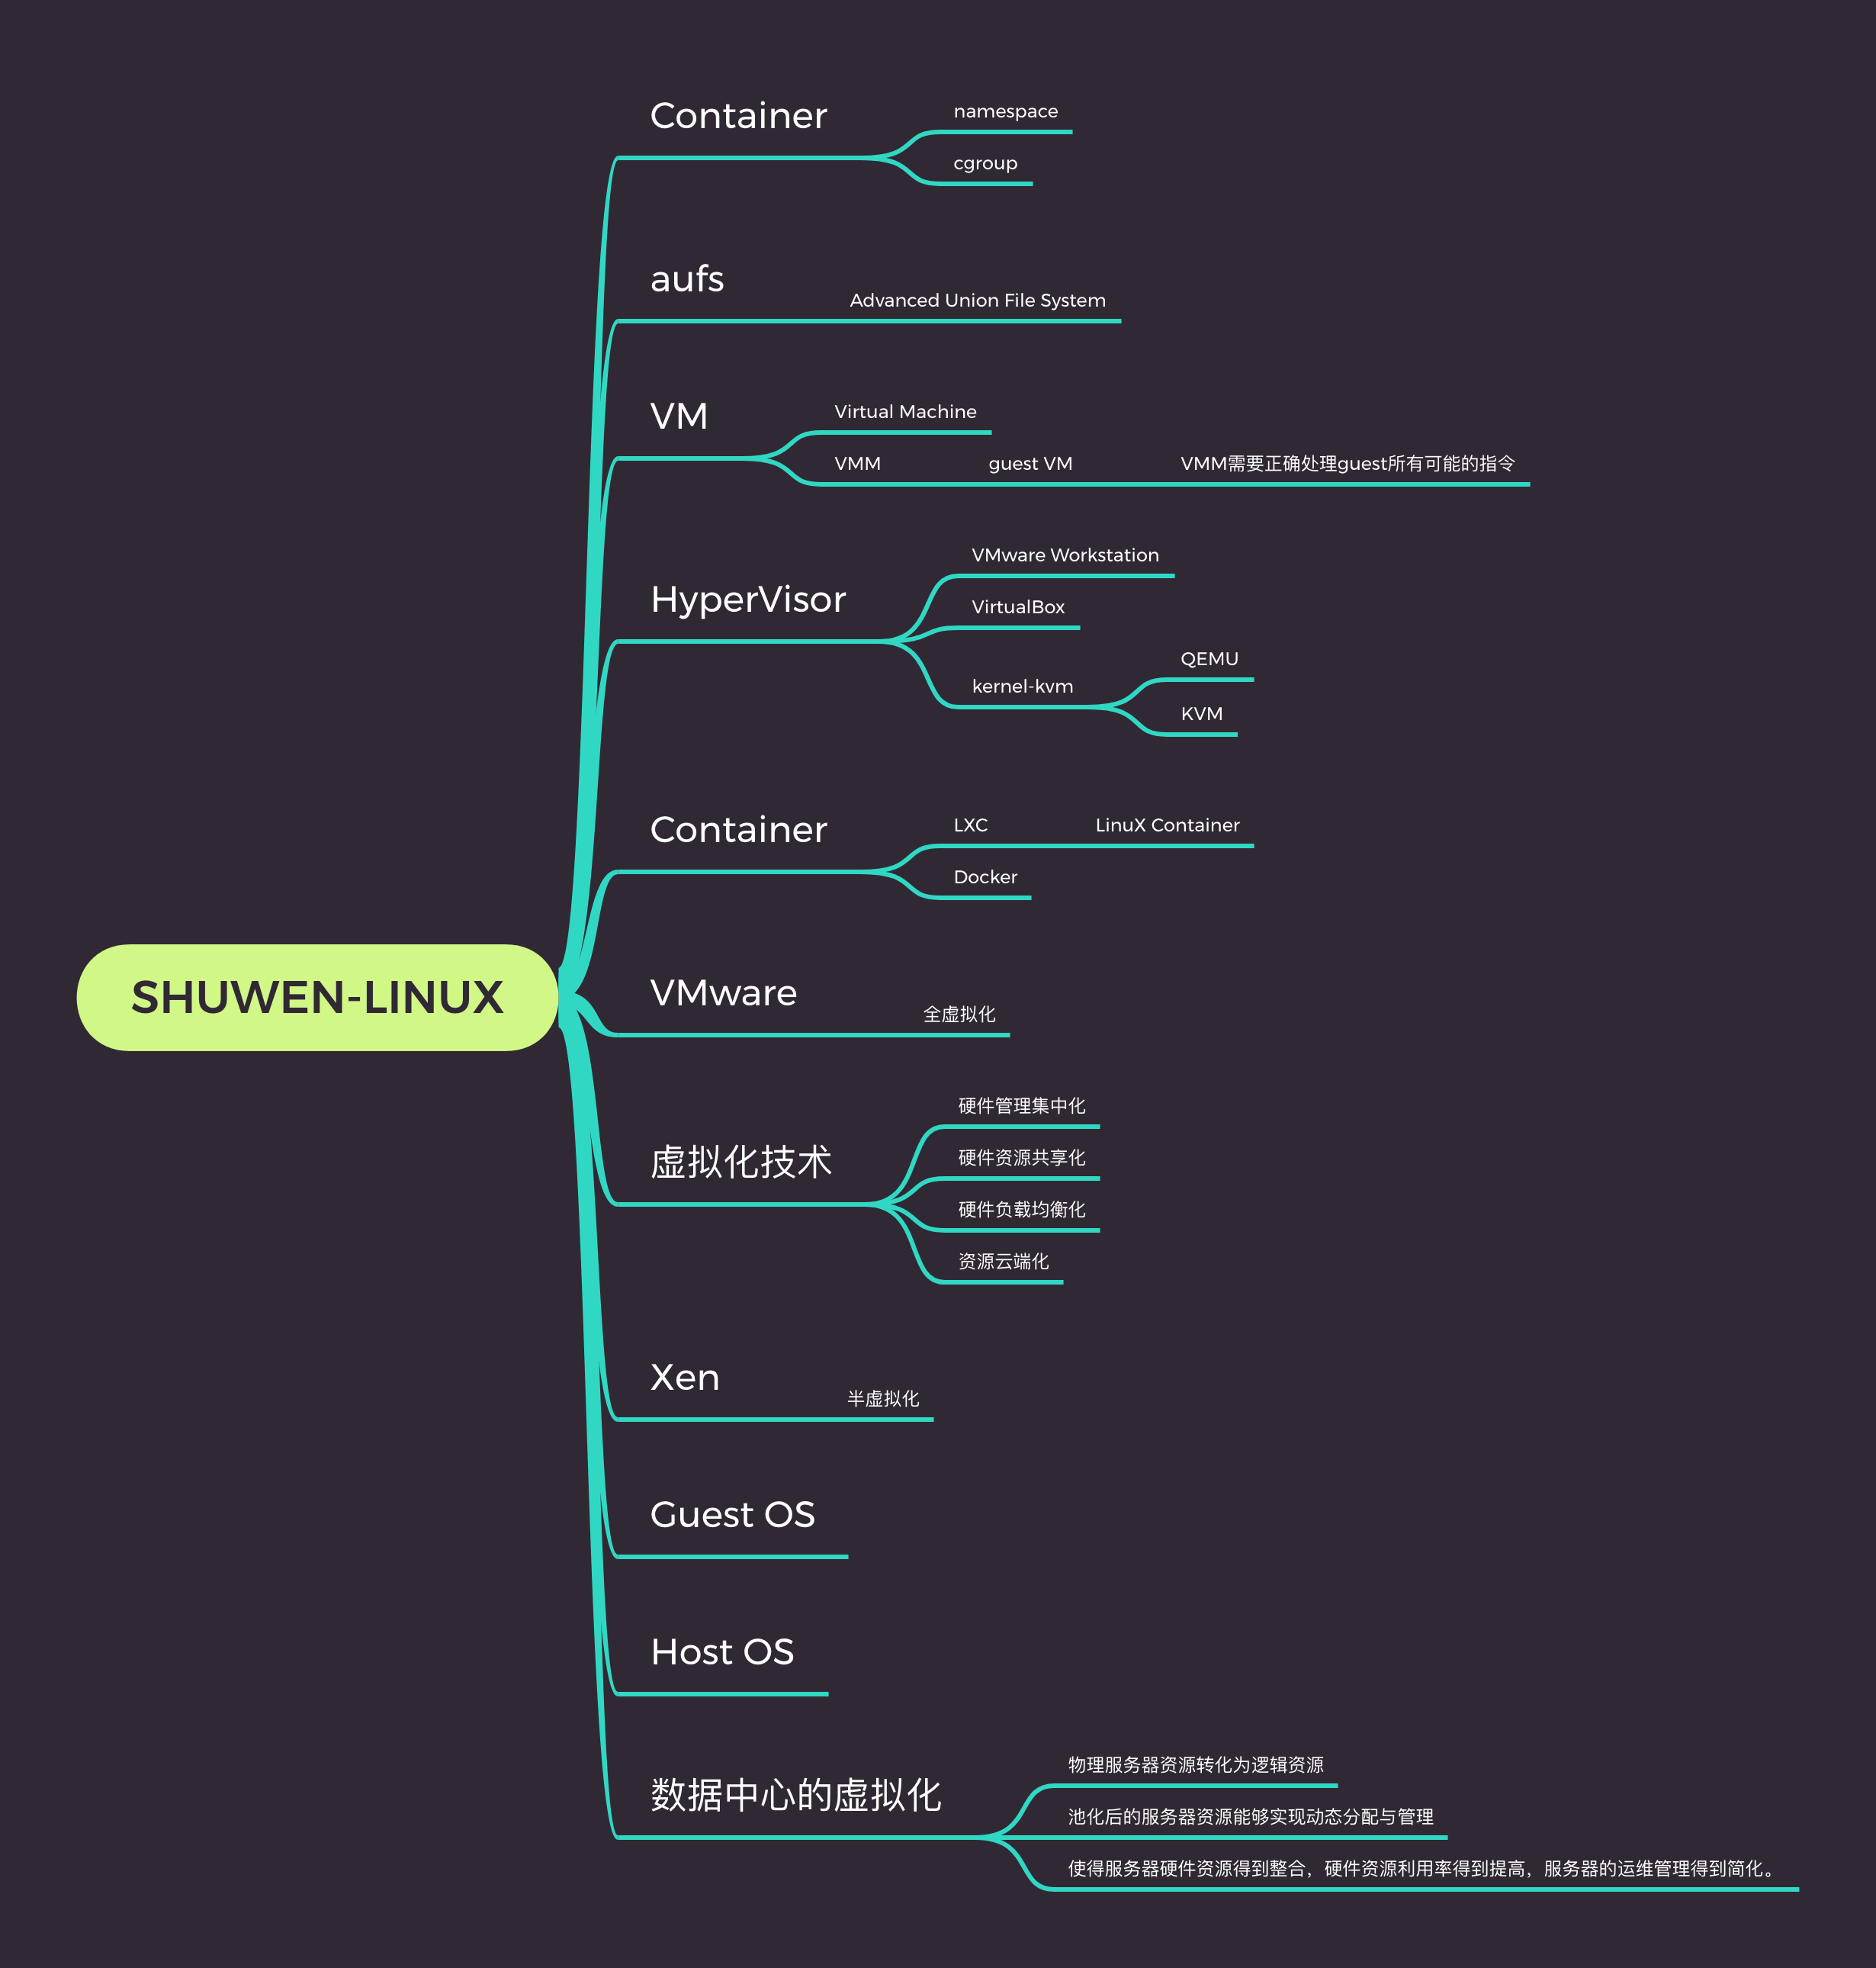 SHUWEN-LINUX
Container
namespace
cgroup
aufs
Advanced Union File System
VM
Virtual Machine
VMM
guest VM
VMM需要正确处理guest所有可能的指令
HyperVisor
VMware Workstation
VirtualBox
kernel-kvm
QEMU
KVM
Container
LXC
LinuX Container
Docker
VMware
全虚拟化
虚拟化技术
硬件管理集中化
硬件资源共享化
硬件负载均衡化
资源云端化
Xen
半虚拟化
Guest OS
Host OS
数据中心的虚拟化
物理服务器资源转化为逻辑资源
池化后的服务器资源能够实现动态分配与管理
使得服务器硬件资源得到整合，硬件资源利用率得到提高，服务器的运维管理得到简化。